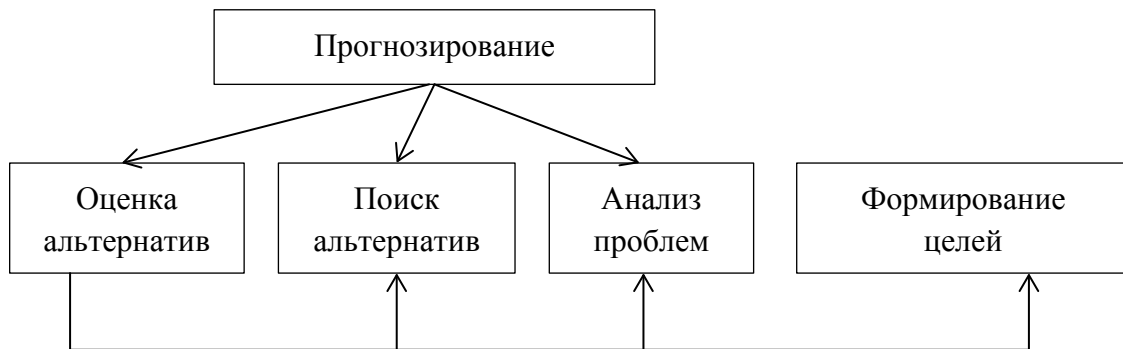 Прогнозирование
Оценка
альтернатив
Поиск
альтернатив
Анализ
проблем
Формирование
целей